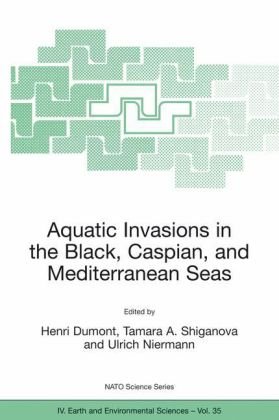 Aquatic Invasions in
the Black, Caspian, and
Mediterranean Seas
Edited by
Henri Dumont, Tamara A. Shiganova
and Ulrich Niermann
NATO Science Series
IV. Earth and Environmental Sciences – Vol. 35